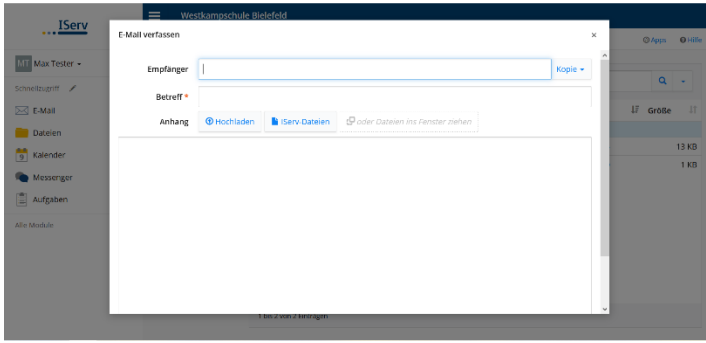 IServ
Westkampschule Bielefeld
E-Mail verfassen
×
Apps
Hilfe
MT Max Tester
Empfänger
Kopie
Schnellzugriff
Betreff *
E-Mail
Größe
Anhang
Hochladen
IServ-Dateien
oder Dateien ins Fenster ziehen
Dateien
13 KB
9 Kalender
1 KB
Messenger
Aufgaben
Alle Module
1 bis 2 von 2 Einträgen